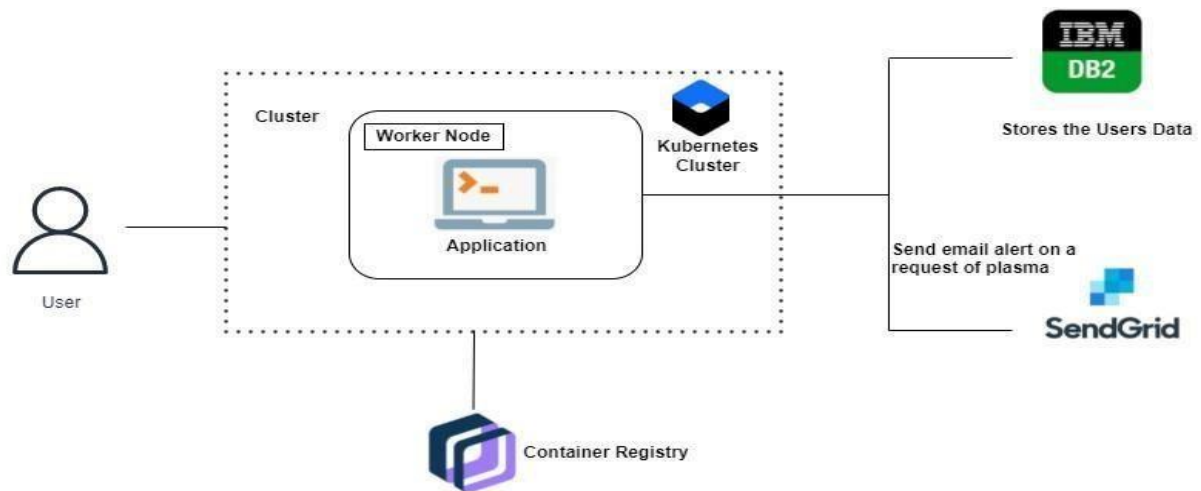 IBM
DB2
Stores the Users Data
Cluster
Worker Node
Kubernetes
Cluster
Application
User
Send email alert on a
request of plasma
SendGrid
Container Registry